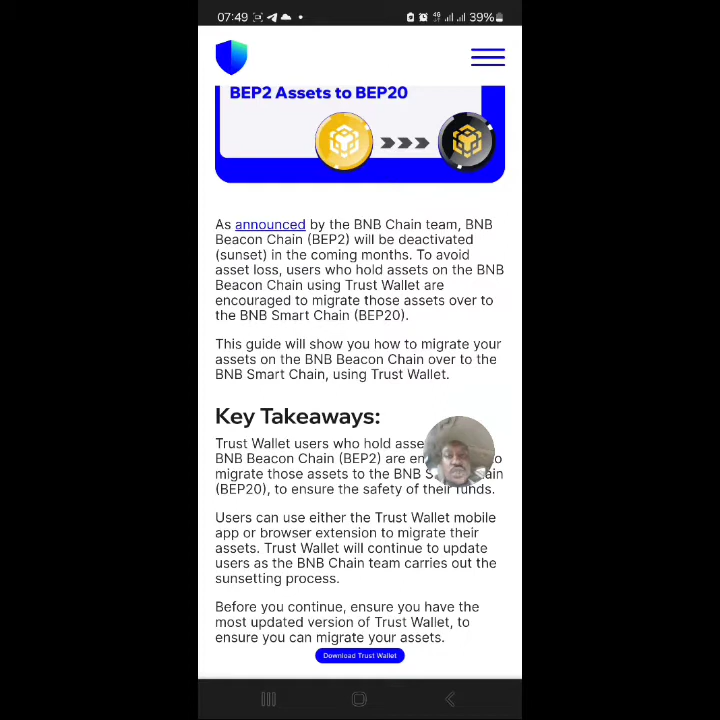 07:49
4G
39%
BEP2 Assets to BEP20
As announced by the BNB Chain team, BNB
Beacon Chain (BEP2) will be deactivated
(sunset) in the coming months. To avoid
asset loss, users who hold assets on the BNB
Beacon Chain using Trust Wallet are
encouraged to migrate those assets over to
the BNB Smart Chain (BEP20).
This guide will show you how to migrate your
assets on the BNB Beacon Chain over to the
BNB Smart Chain, using Trust Wallet.
Key Takeaways:
Trust Wallet users who hold
BNB Beacon Chain (BEP2) are
migrate those assets to the BNB
(BEP20), to ensure the safety of their funds.
Users can use either the Trust Wallet mobile
app or browser extension to migrate their
assets. Trust Wallet will continue to update
users as the BNB Chain team carries out the
sunsetting process.
Before you continue, ensure you have the
most updated version of Trust Wallet, to
ensure you can migrate your assets.
Download Trust Wallet